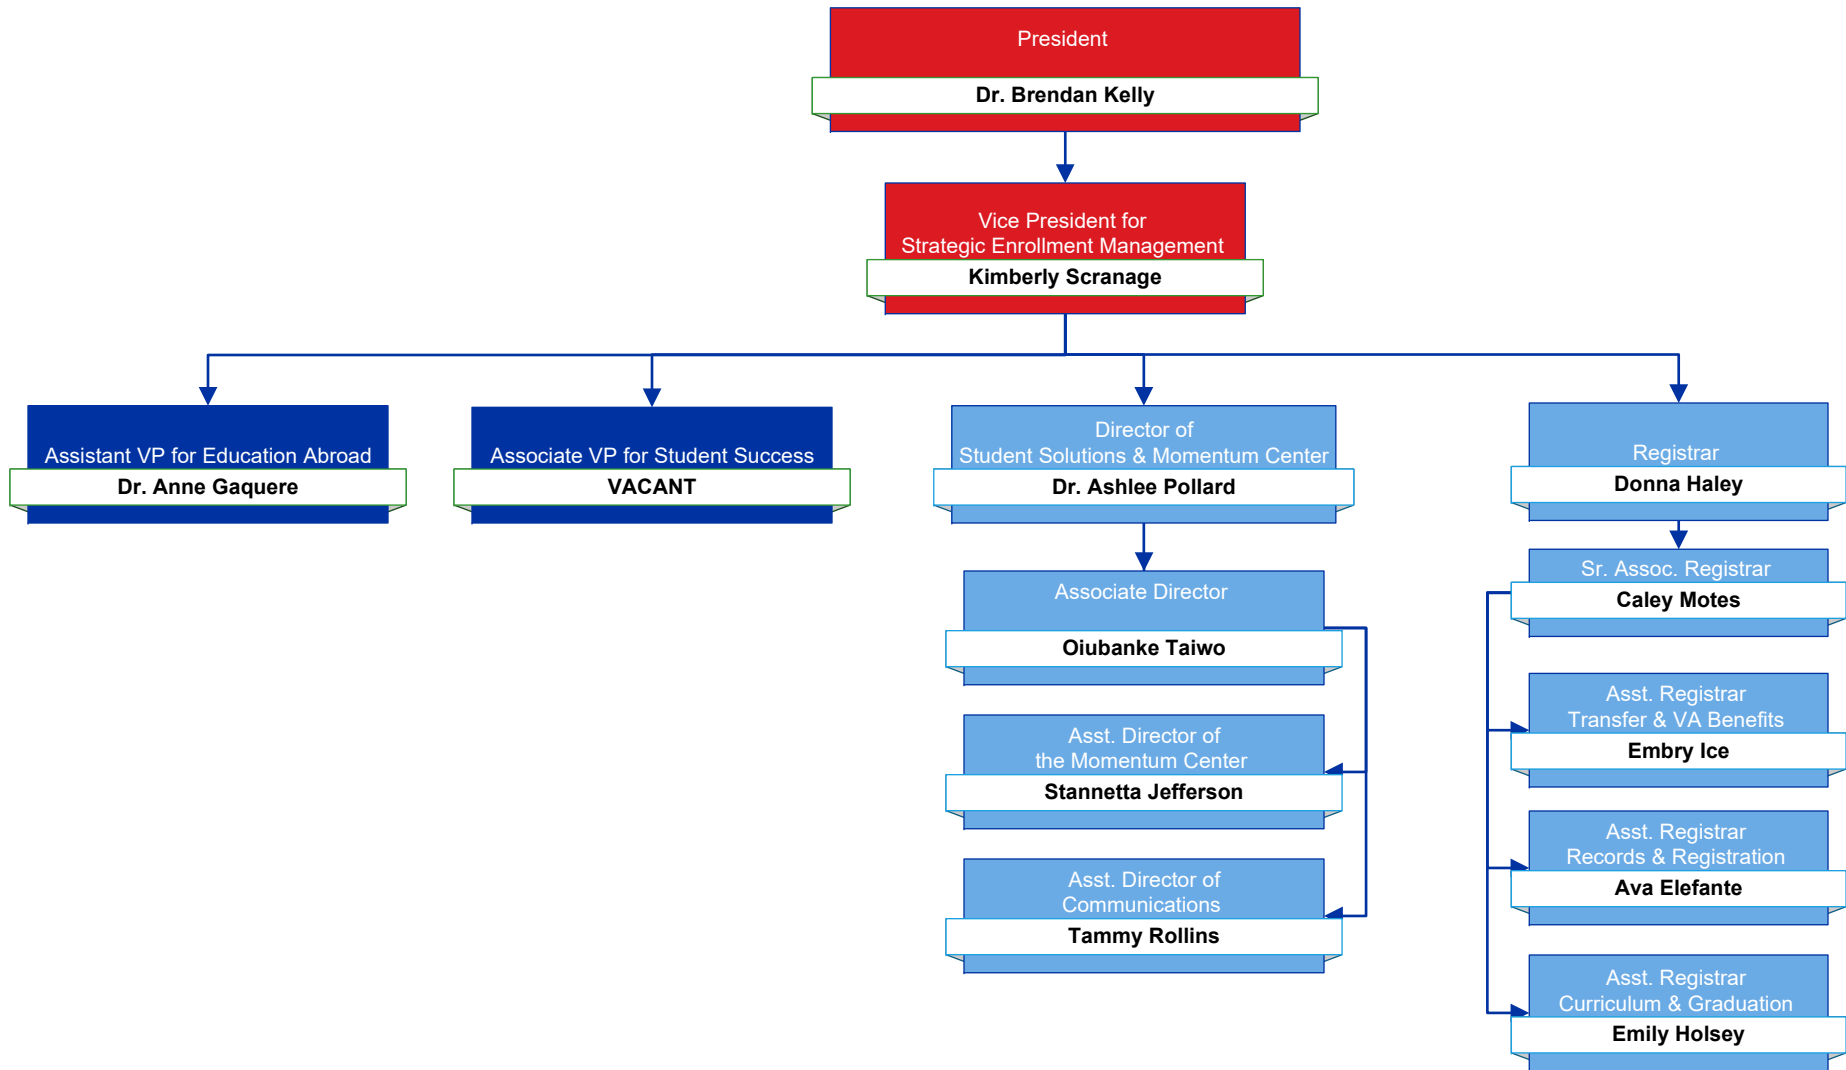 President
Dr. Brendan Kelly
Vice President for
Strategic Enrollment Management
Kimberly Scranage
Assistant VP for Education Abroad
Dr. Anne Gaquere
Associate VP for Student Success
VACANT
Director of
Student Solutions & Momentum Center
Dr. Ashlee Pollard
Associate Director
Oiubanke Taiwo
Asst. Director of
the Momentum Center
Stannetta Jefferson
Asst. Director of
Communications
Tammy Rollins
Registrar
Donna Haley
Sr. Assoc. Registrar
Caley Motes
Asst. Registrar
Transfer & VA Benefits
Embry Ice
Asst. Registrar
Records & Registration
Ava Elefante
Asst. Registrar
Curriculum & Graduation
Emily Holsey